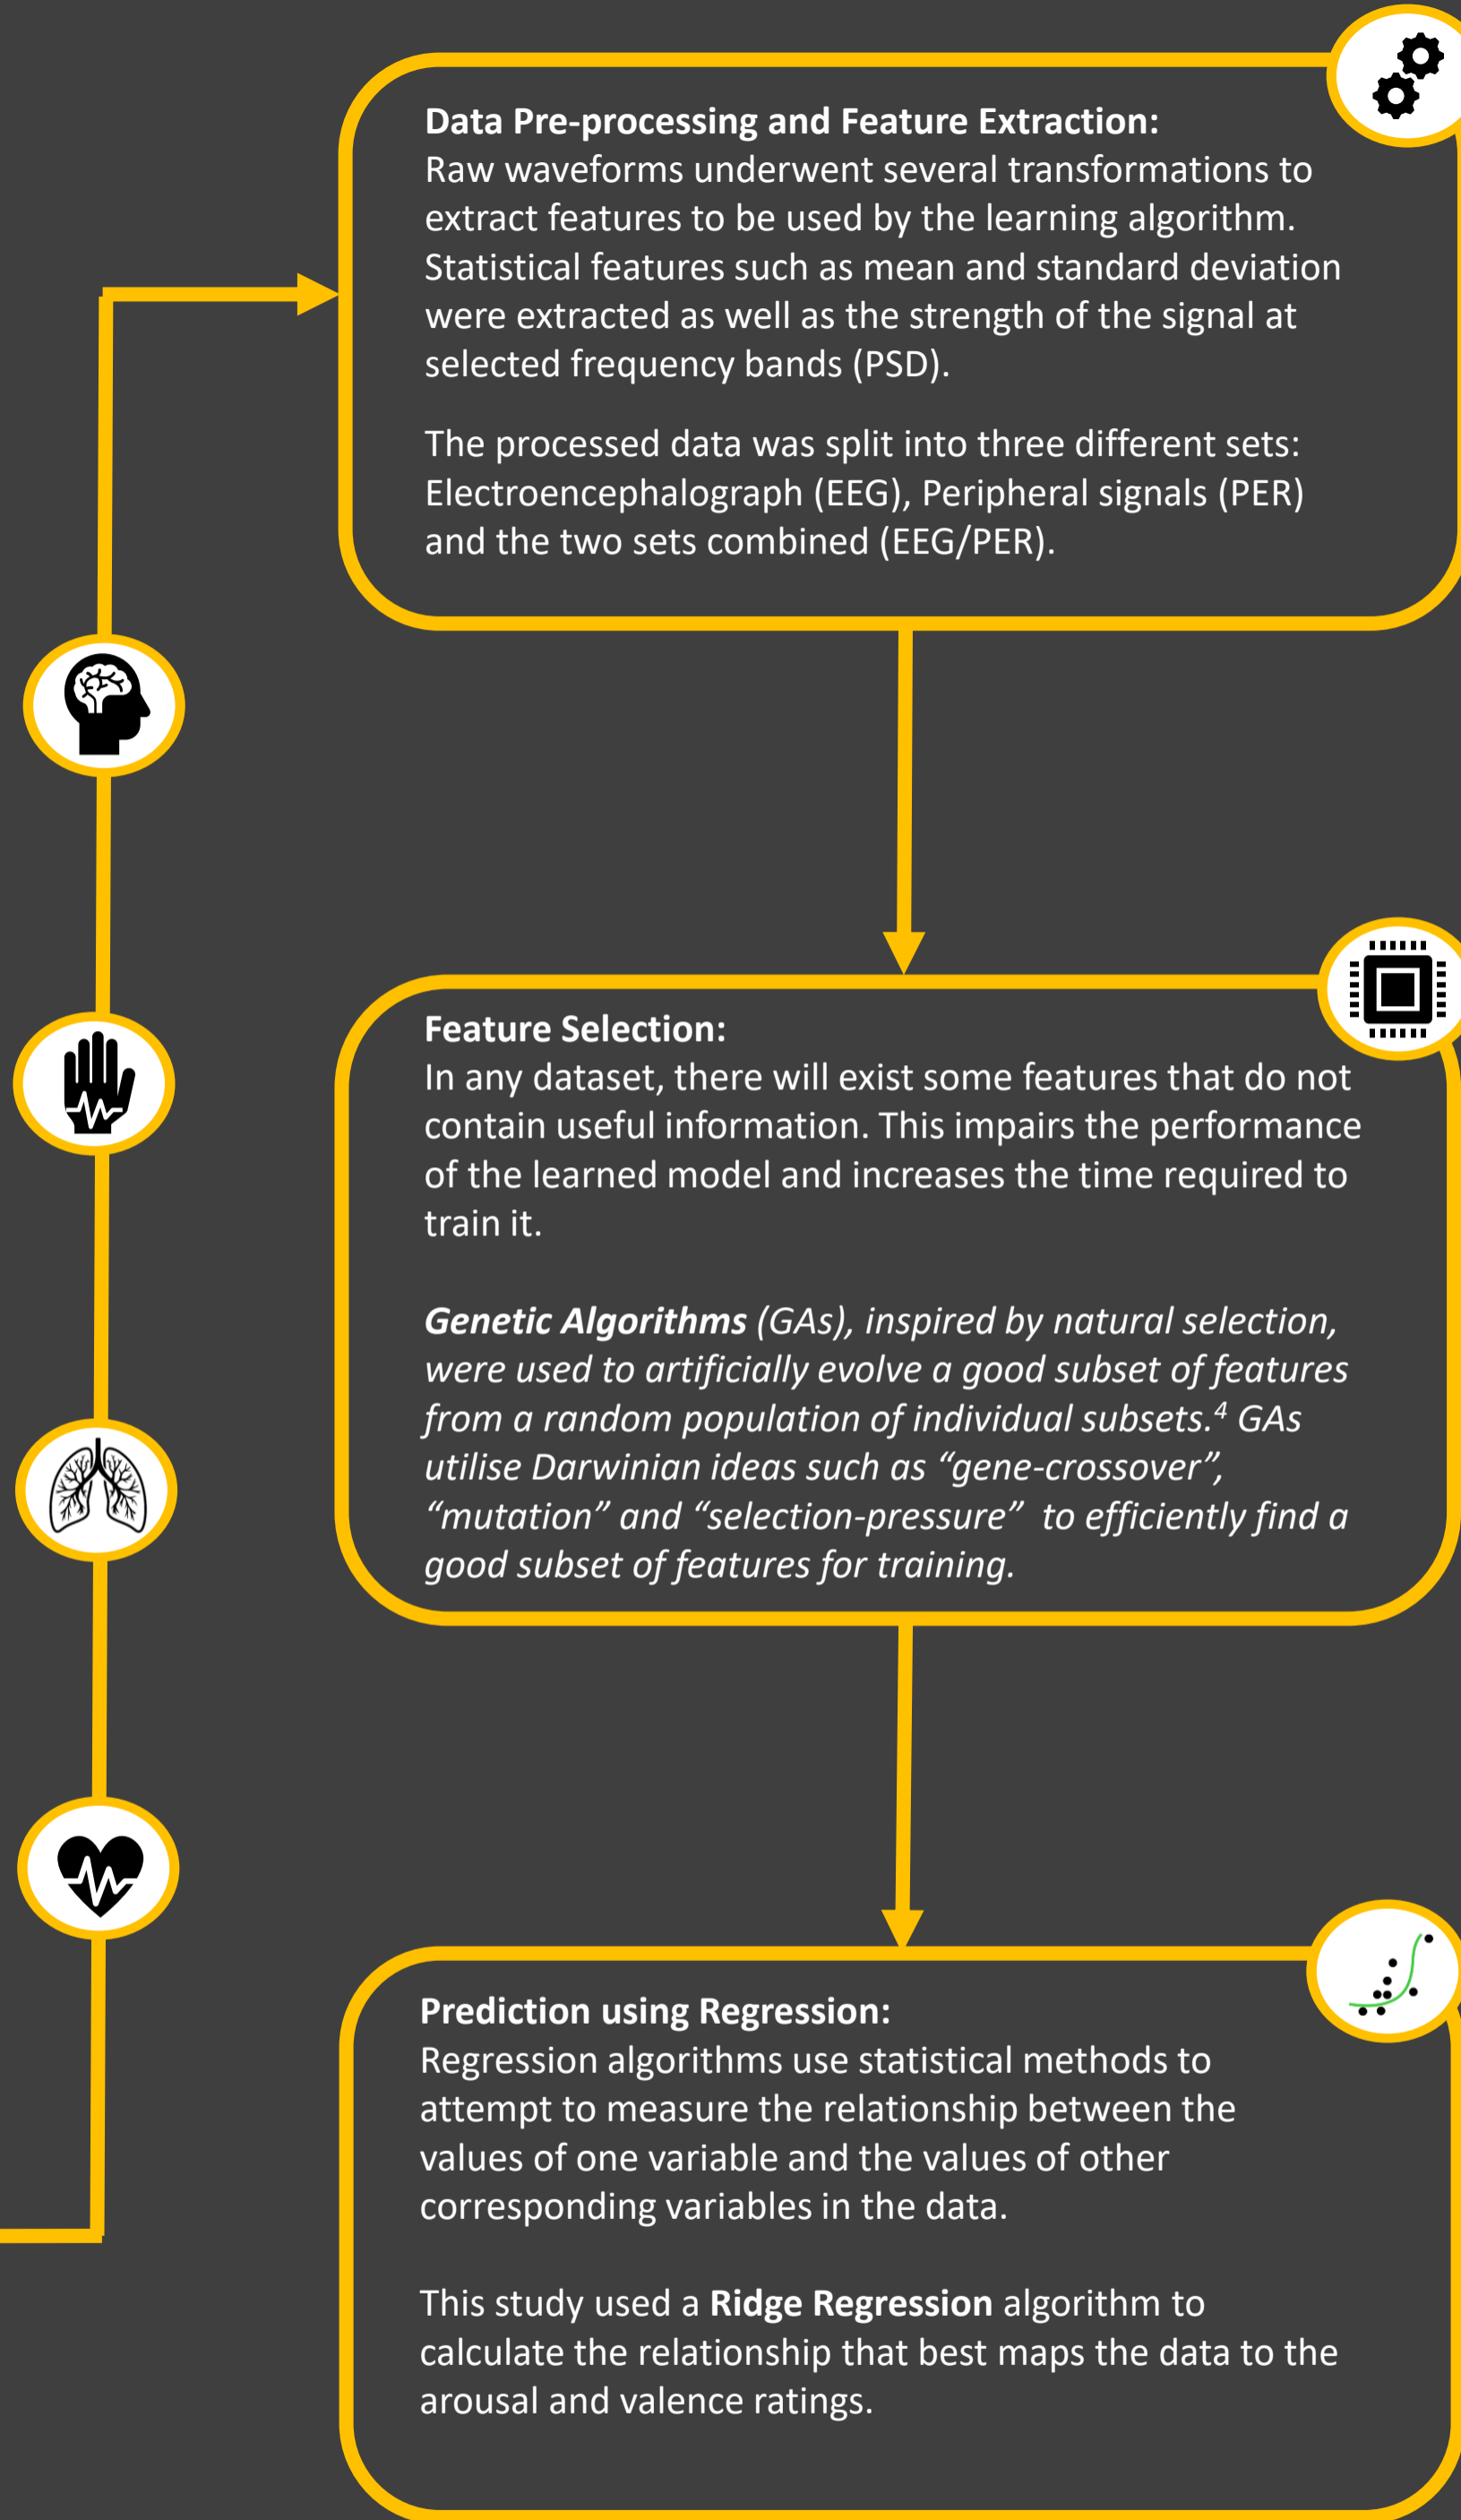 Data Pre-processing and Feature Extraction:
Raw waveforms underwent several transformations to
extract features to be used by the learning algorithm.
Statistical features such as mean and standard deviation
were extracted as well as the strength of the signal at
selected frequency bands (PSD).
The processed data was split into three different sets:
Electroencephalograph (EEG), Peripheral signals (PER)
and the two sets combined (EEG/PER).
Feature Selection:
In any dataset, there will exist some features that do not
contain useful information. This impairs the performance
of the learned model and increases the time required to
train it.
Genetic Algorithms (GAs), inspired by natural selection,
were used to artificially evolve a good subset of features
from a random population of individual subsets.⁴ GAs
utilise Darwinian ideas such as “gene-crossover”,
“mutation” and “selection-pressure”  to efficiently find a
good subset of features for training.
Prediction using Regression:
Regression algorithms use statistical methods to
attempt to measure the relationship between the
values of one variable and the values of other
corresponding variables in the data.
This study used a Ridge Regression algorithm to
calculate the relationship that best maps the data to the
arousal and valence ratings.